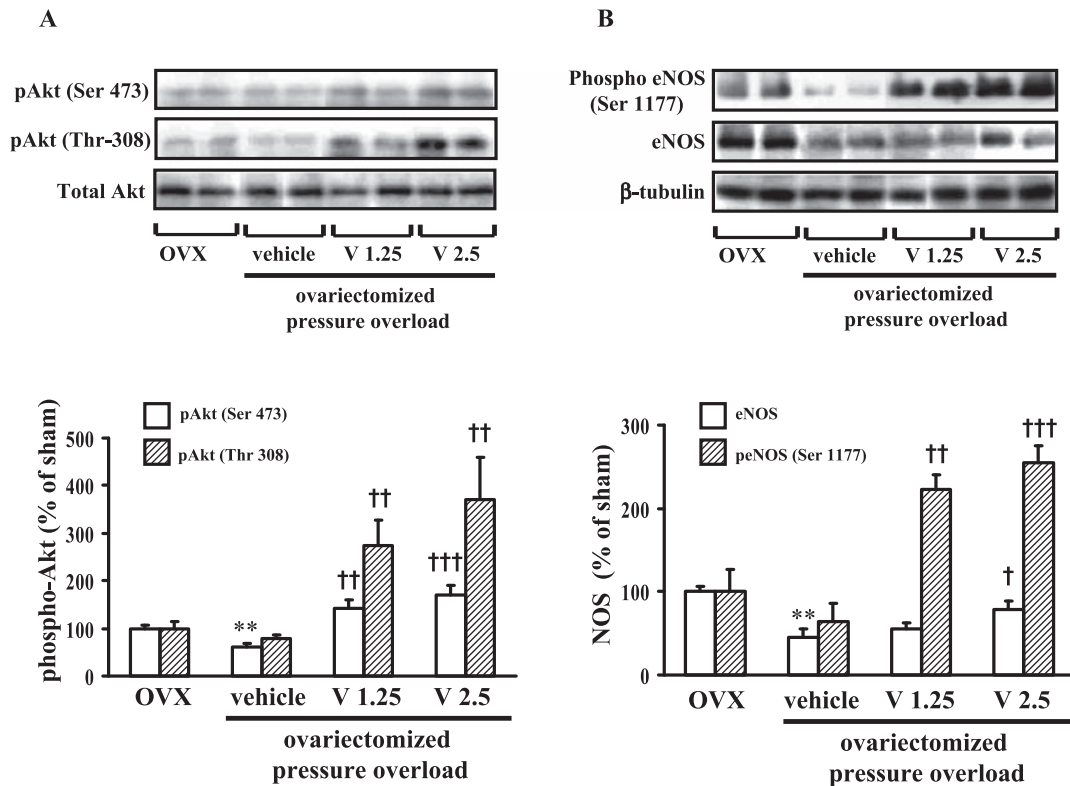 A
pAkt (Ser 473)
pAkt (Thr-308)
Total Akt
OVX vehicle V 1.25 V 2.5
ovariectomized
pressure overload
B
Phospho eNOS
(Ser 1177)
eNOS
β-tubulin
OVX vehicle V 1.25 V 2.5
ovariectomized
pressure overload
phospho-Akt (% of sham)
pAkt (Ser 473)
pAkt (Thr 308)
500
400
300
200
100
0
**
††
††
†††
††
OVX vehicle V 1.25 V 2.5
ovariectomized
pressure overload
NOS (% of sham)
eNOS
peNOS (Ser 1177)
300
200
100
0
**
††
†
†††
OVX vehicle V 1.25 V 2.5
ovariectomized
pressure overload